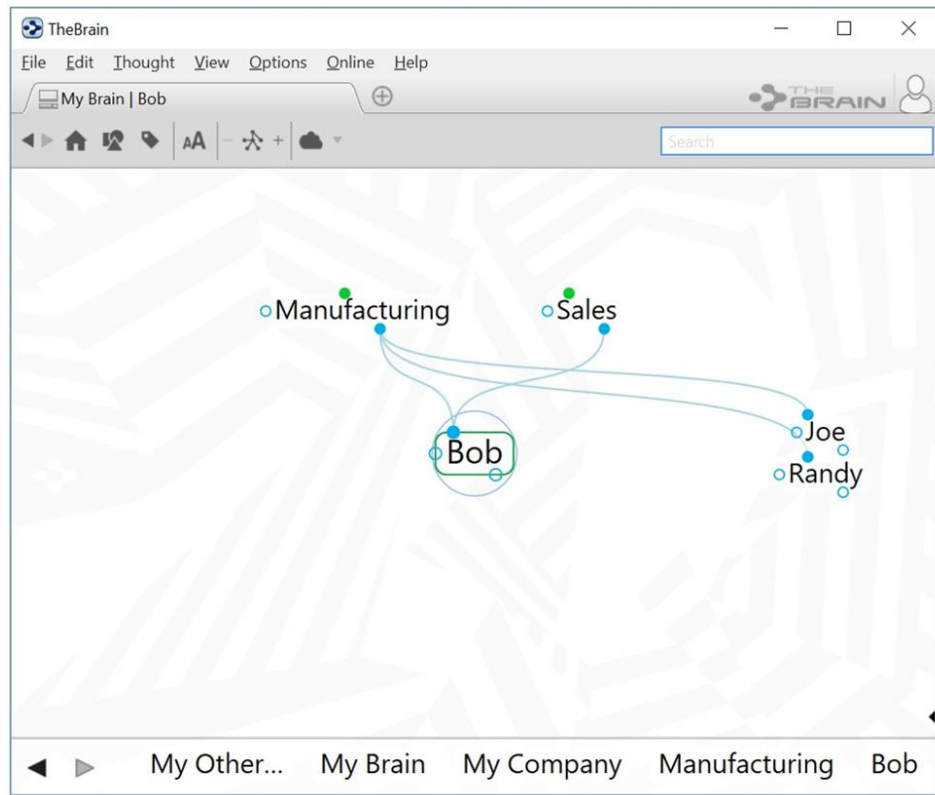 TheBrain
File Edit Thought View Options Online Help
My Brain | Bob
THE BRAIN
AA
Search
Manufacturing Sales
Bob
Joe
Randy
My Other... My Brain My Company Manufacturing Bob